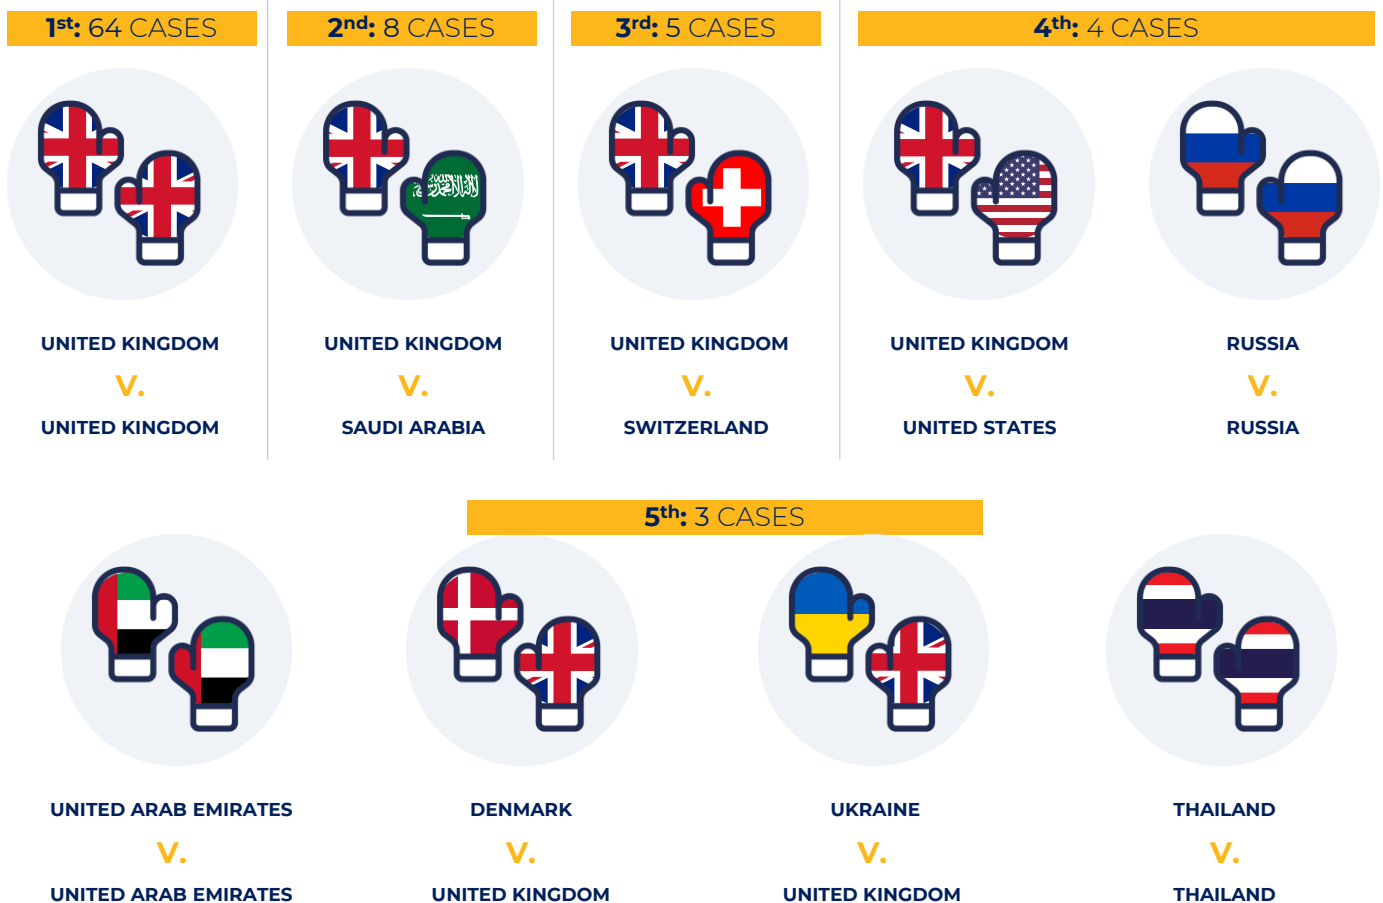 1st: 64 CASES
2nd: 8 CASES
3rd: 5 CASES
4th: 4 CASES
UNITED KINGDOM
V.
UNITED KINGDOM
UNITED KINGDOM
V.
SAUDI ARABIA
UNITED KINGDOM
V.
SWITZERLAND
UNITED KINGDOM
V.
UNITED STATES
RUSSIA
V.
RUSSIA
5th: 3 CASES
UNITED ARAB EMIRATES
V.
UNITED ARAB EMIRATES
DENMARK
V.
UNITED KINGDOM
UKRAINE
V.
UNITED KINGDOM
THAILAND
V.
THAILAND